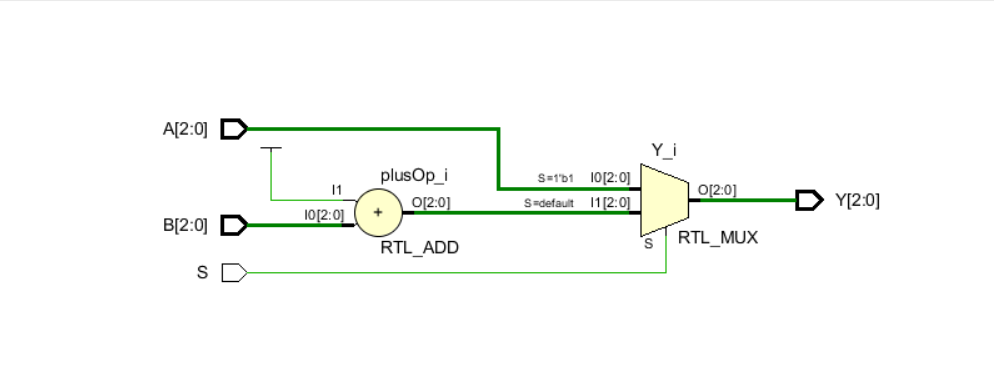 A[2:0]
Y_i
plusOp_i
S=1'b1 I0[2:0]
I1
O[2:0]
O[2:0]
Y[2:0]
S=default I1[2:0]
I0[2:0]
+
B[2:0]
S
RTL_MUX
RTL_ADD
S